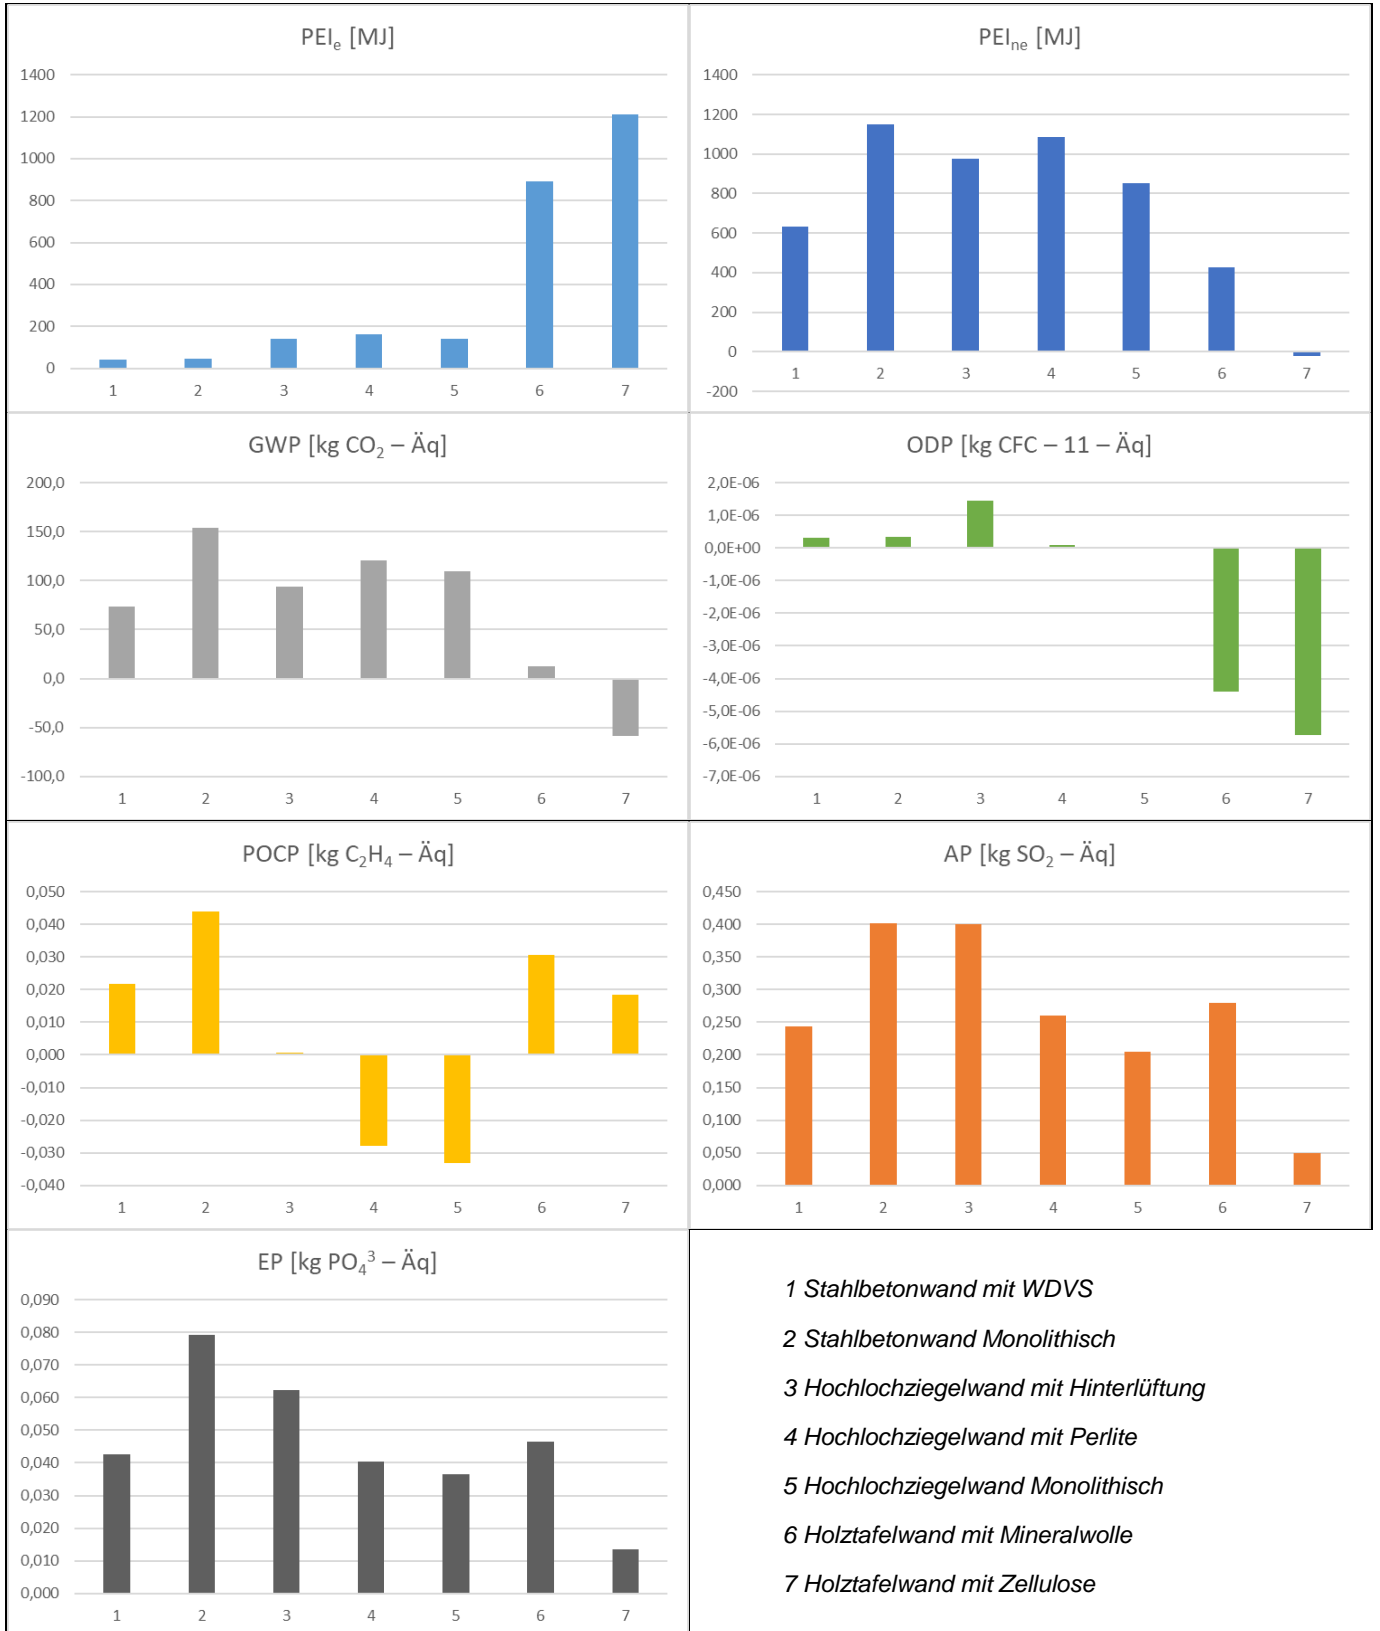 PEIe [MJ]
1400
1200
1000
800
600
400
200
0
1 2 3 4 5 6 7
PEIne [MJ]
1400
1200
1000
800
600
400
200
0
-200
1 2 3 4 5 6 7
GWP [kg CO2 – Äq]
200,0
150,0
100,0
50,0
0,0
-50,0
-100,0
1 2 3 4 5 6 7
ODP [kg CFC – 11 – Äq]
2,0E-06
1,0E-06
0,0E+00
-1,0E-06
-2,0E-06
-3,0E-06
-4,0E-06
-5,0E-06
-6,0E-06
-7,0E-06
1 2 3 4 5 6 7
POCP [kg C2H4 – Äq]
0,050
0,040
0,030
0,020
0,010
0,000
-0,010
-0,020
-0,030
-0,040
1 2 3 4 5 6 7
AP [kg SO2 – Äq]
0,450
0,400
0,350
0,300
0,250
0,200
0,150
0,100
0,050
0,000
1 2 3 4 5 6 7
EP [kg PO4³ – Äq]
0,090
0,080
0,070
0,060
0,050
0,040
0,030
0,020
0,010
0,000
1 2 3 4 5 6 7
1 Stahlbetonwand mit WDVS
2 Stahlbetonwand Monolithisch
3 Hochlochziegelwand mit Hinterlüftung
4 Hochlochziegelwand mit Perlite
5 Hochlochziegelwand Monolithisch
6 Holztafelwand mit Mineralwolle
7 Holztafelwand mit Zellulose